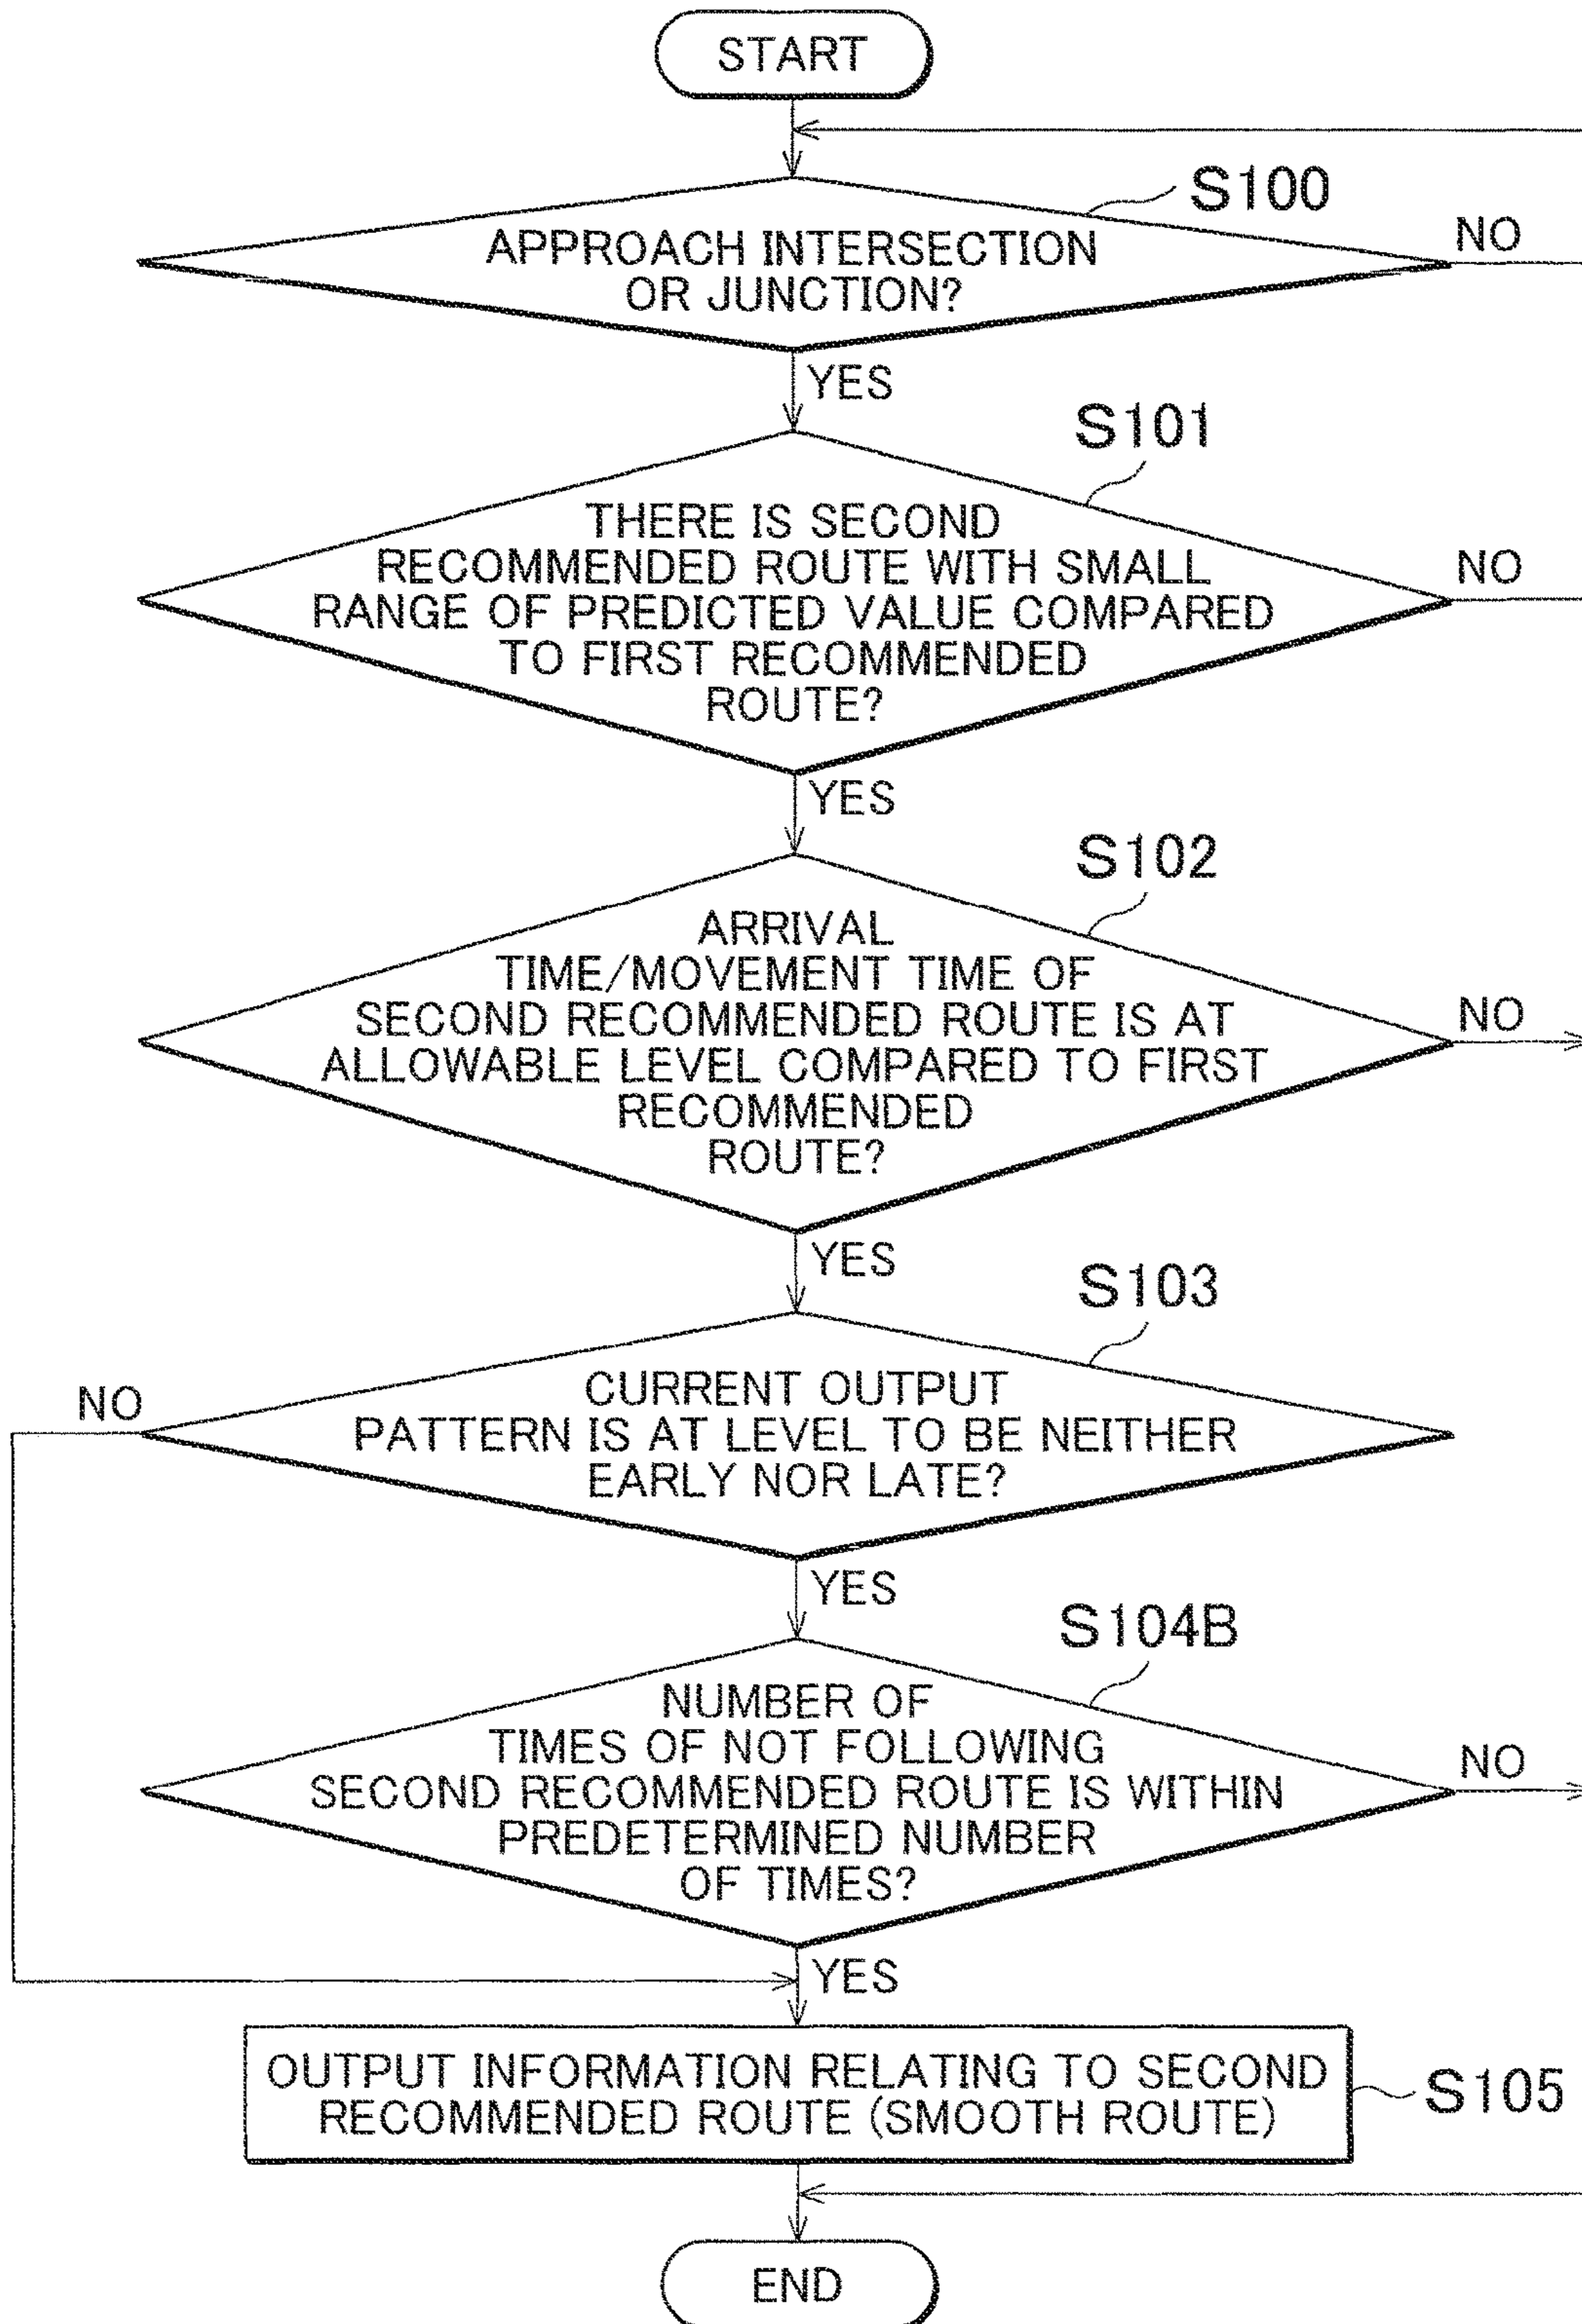 START
S100
APPROACH INTERSECTION
OR JUNCTION?
NO
YES
S101
THERE IS SECOND
RECOMMENDED ROUTE WITH SMALL
RANGE OF PREDICTED VALUE COMPARED
TO FIRST RECOMMENDED
ROUTE?
NO
YES
S102
ARRIVAL
TIME/MOVEMENT TIME OF
SECOND RECOMMENDED ROUTE IS AT
ALLOWABLE LEVEL COMPARED TO FIRST
RECOMMENDED
ROUTE?
NO
YES
S103
NO
CURRENT OUTPUT
PATTERN IS AT LEVEL TO BE NEITHER
EARLY NOR LATE?
YES
S104B
NUMBER OF
TIMES OF NOT FOLLOWING
SECOND RECOMMENDED ROUTE IS WITHIN
PREDETERMINED NUMBER
OF TIMES?
NO
YES
OUTPUT INFORMATION RELATING TO SECOND
RECOMMENDED ROUTE (SMOOTH ROUTE)
S105
END